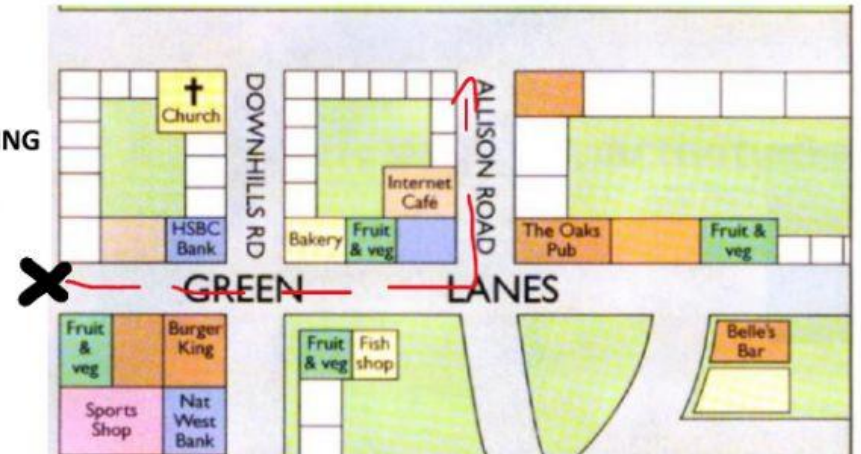 NG
Church
DOWNHILLS RD
ALLISON ROAD
Internet
Café
HSBC
Bank
Bakery
Fruit
& veg
The Oaks
Pub
Fruit &
veg
GREEN LANES
Fruit
&
veg
Burger
King
Fruit
& veg
Fish
shop
Belle's
Bar
Sports
Shop
Nat
West
Bank